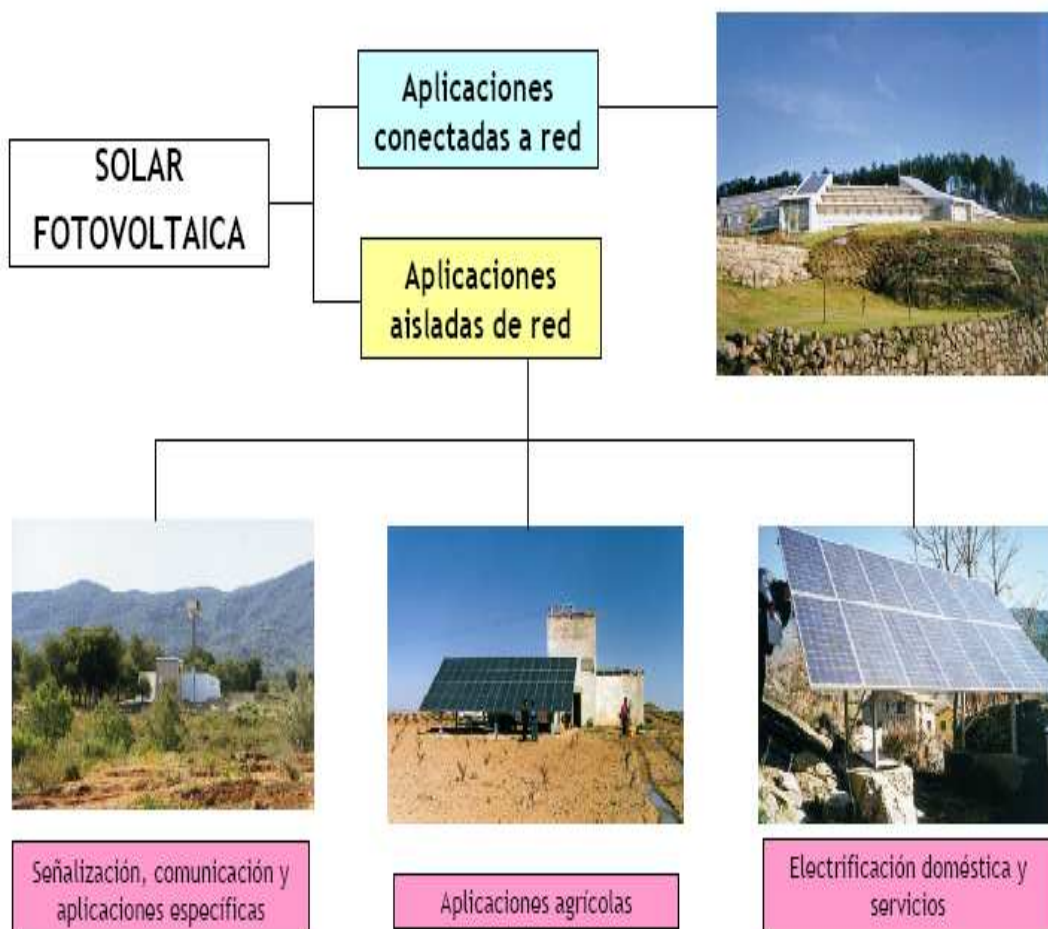 SOLAR
FOTOVOLTAICA
Aplicaciones
conectadas a red
Aplicaciones
aisladas de red
Señalización, comunicación y
aplicaciones específicas
Aplicaciones agrícolas
Electrificación doméstica y
servicios